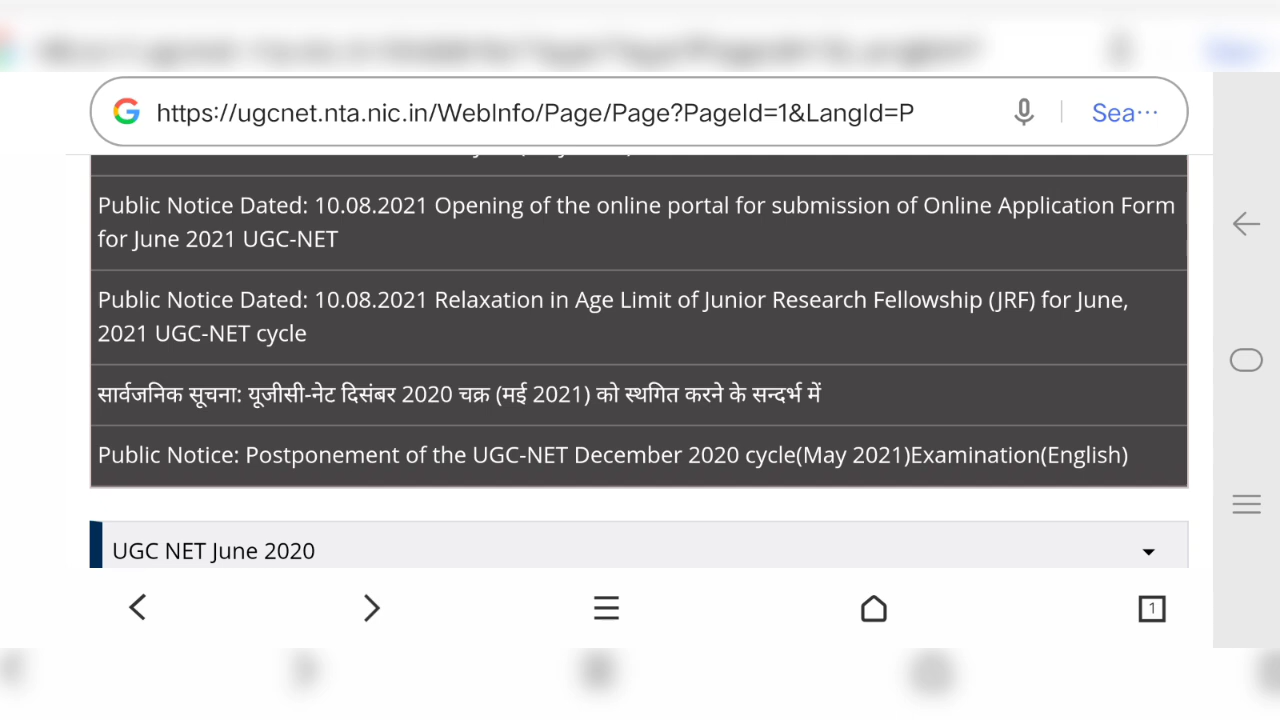 https://ugcnet.nta.nic.in/WebInfo/Page/Page?PageId=1&LangId=P
Sea···
Public Notice Dated: 10.08.2021 Opening of the online portal for submission of Online Application Form
for June 2021 UGC-NET
Public Notice Dated: 10.08.2021 Relaxation in Age Limit of Junior Research Fellowship (JRF) for June,
2021 UGC-NET cycle
सार्वजनिक सूचना: यूजीसी-नेट दिसंबर 2020 चक्र (मई 2021) को स्थगित करने के सन्दर्भ में
Public Notice: Postponement of the UGC-NET December 2020 cycle(May 2021)Examination(English)
UGC NET June 2020
1